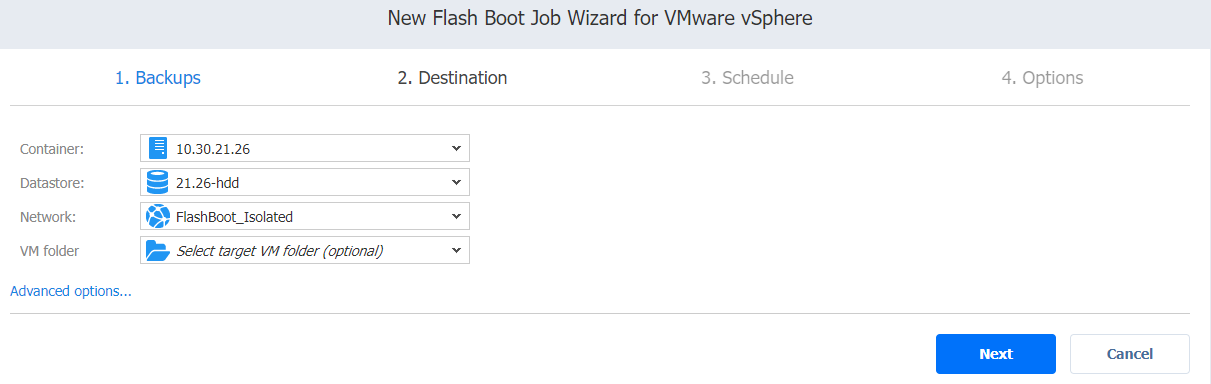 New Flash Boot Job Wizard for VMware vSphere
1. Backups 2. Destination 3. Schedule 4. Options
Container: 10.30.21.26
Datastore: 21.26-hdd
Network: FlashBoot_Isolated
VM folder Select target VM folder (optional)
Advanced options...
Next Cancel